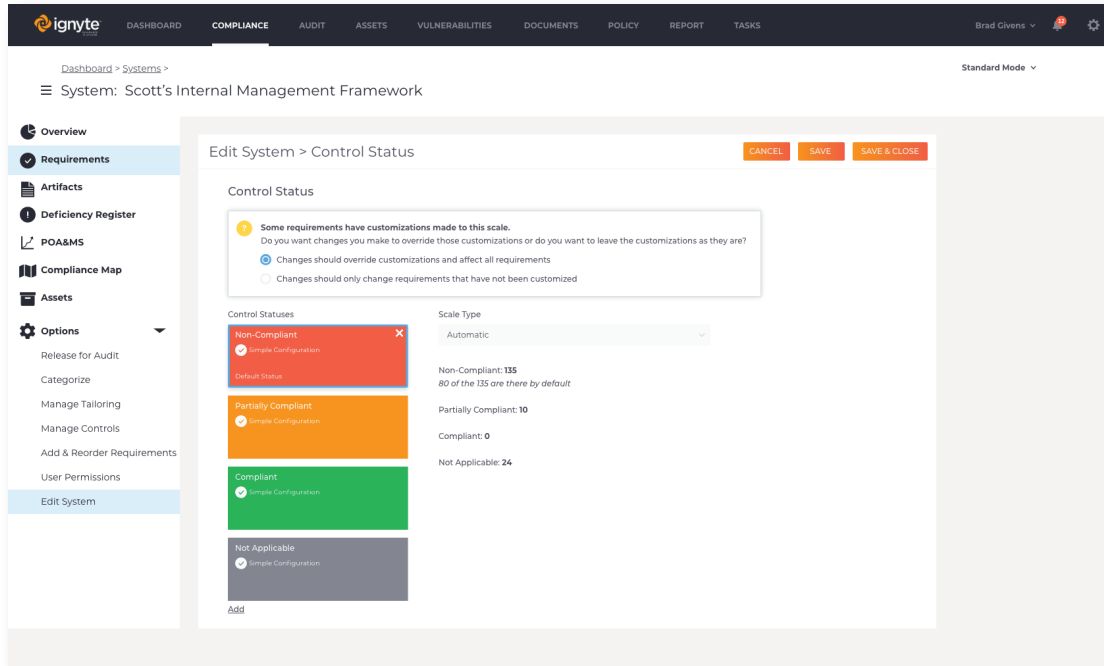 ignyte
DASHBOARD
COMPLIANCE
AUDIT
ASSETS
VULNERABILITIES
DOCUMENTS
POLICY
REPORT
TASKS
Brad Givens
Dashboard > Systems >
Standard Mode
System: Scott's Internal Management Framework
Overview
Requirements
Artifacts
Deficiency Register
POA&MS
Compliance Map
Assets
Options
Release for Audit
Categorize
Manage Tailoring
Manage Controls
Add & Reorder Requirements
User Permissions
Edit System
Edit System > Control Status
CANCEL
SAVE
SAVE & CLOSE
Control Status
?
Some requirements have customizations made to this scale.
Do you want changes you make to override those customizations or do you want to leave the customizations as they are?
Changes should override customizations and affect all requirements
Changes should only change requirements that have not been customized
Control Statuses
Non-Compliant
Simple Configuration
Default Status
Partially Compliant
Simple Configuration
Compliant
Simple Configuration
Not Applicable
Simple Configuration
Add
Scale Type
Automatic
Non-Compliant: 135
80 of the 135 are there by default
Partially Compliant: 10
Compliant: 0
Not Applicable: 24